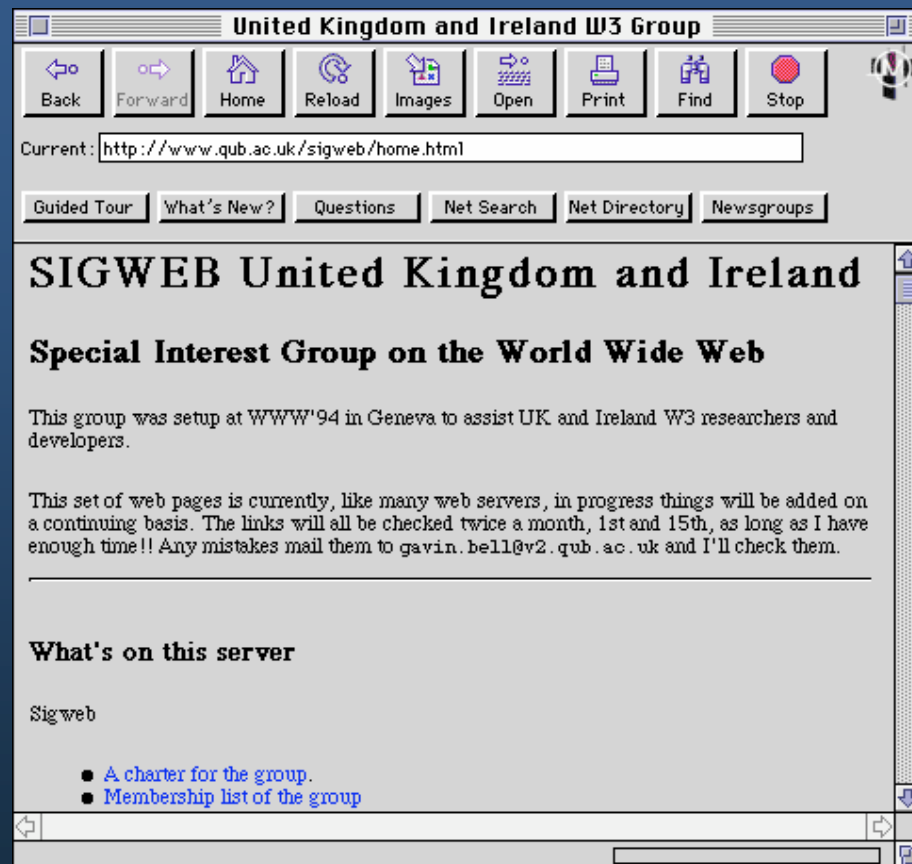 United Kingdom and Ireland W3 Group
Back Forward Home Reload Images Open Print Find Stop
Current: http://www.qub.ac.uk/sigweb/home.html
Guided Tour What's New? Questions Net Search Net Directory Newsgroups
SIGWEB United Kingdom and Ireland
Special Interest Group on the World Wide Web
This group was setup at WWW'94 in Geneva to assist UK and Ireland W3 researchers and
developers.
This set of web pages is currently, like many web servers, in progress things will be added on
a continuing basis. The links will all be checked twice a month, 1st and 15th, as long as I have
enough time!! Any mistakes mail them to gavin.bell@v2.qub.ac.uk and I'll check them.
What's on this server
Sigweb
A charter for the group.
Membership list of the group